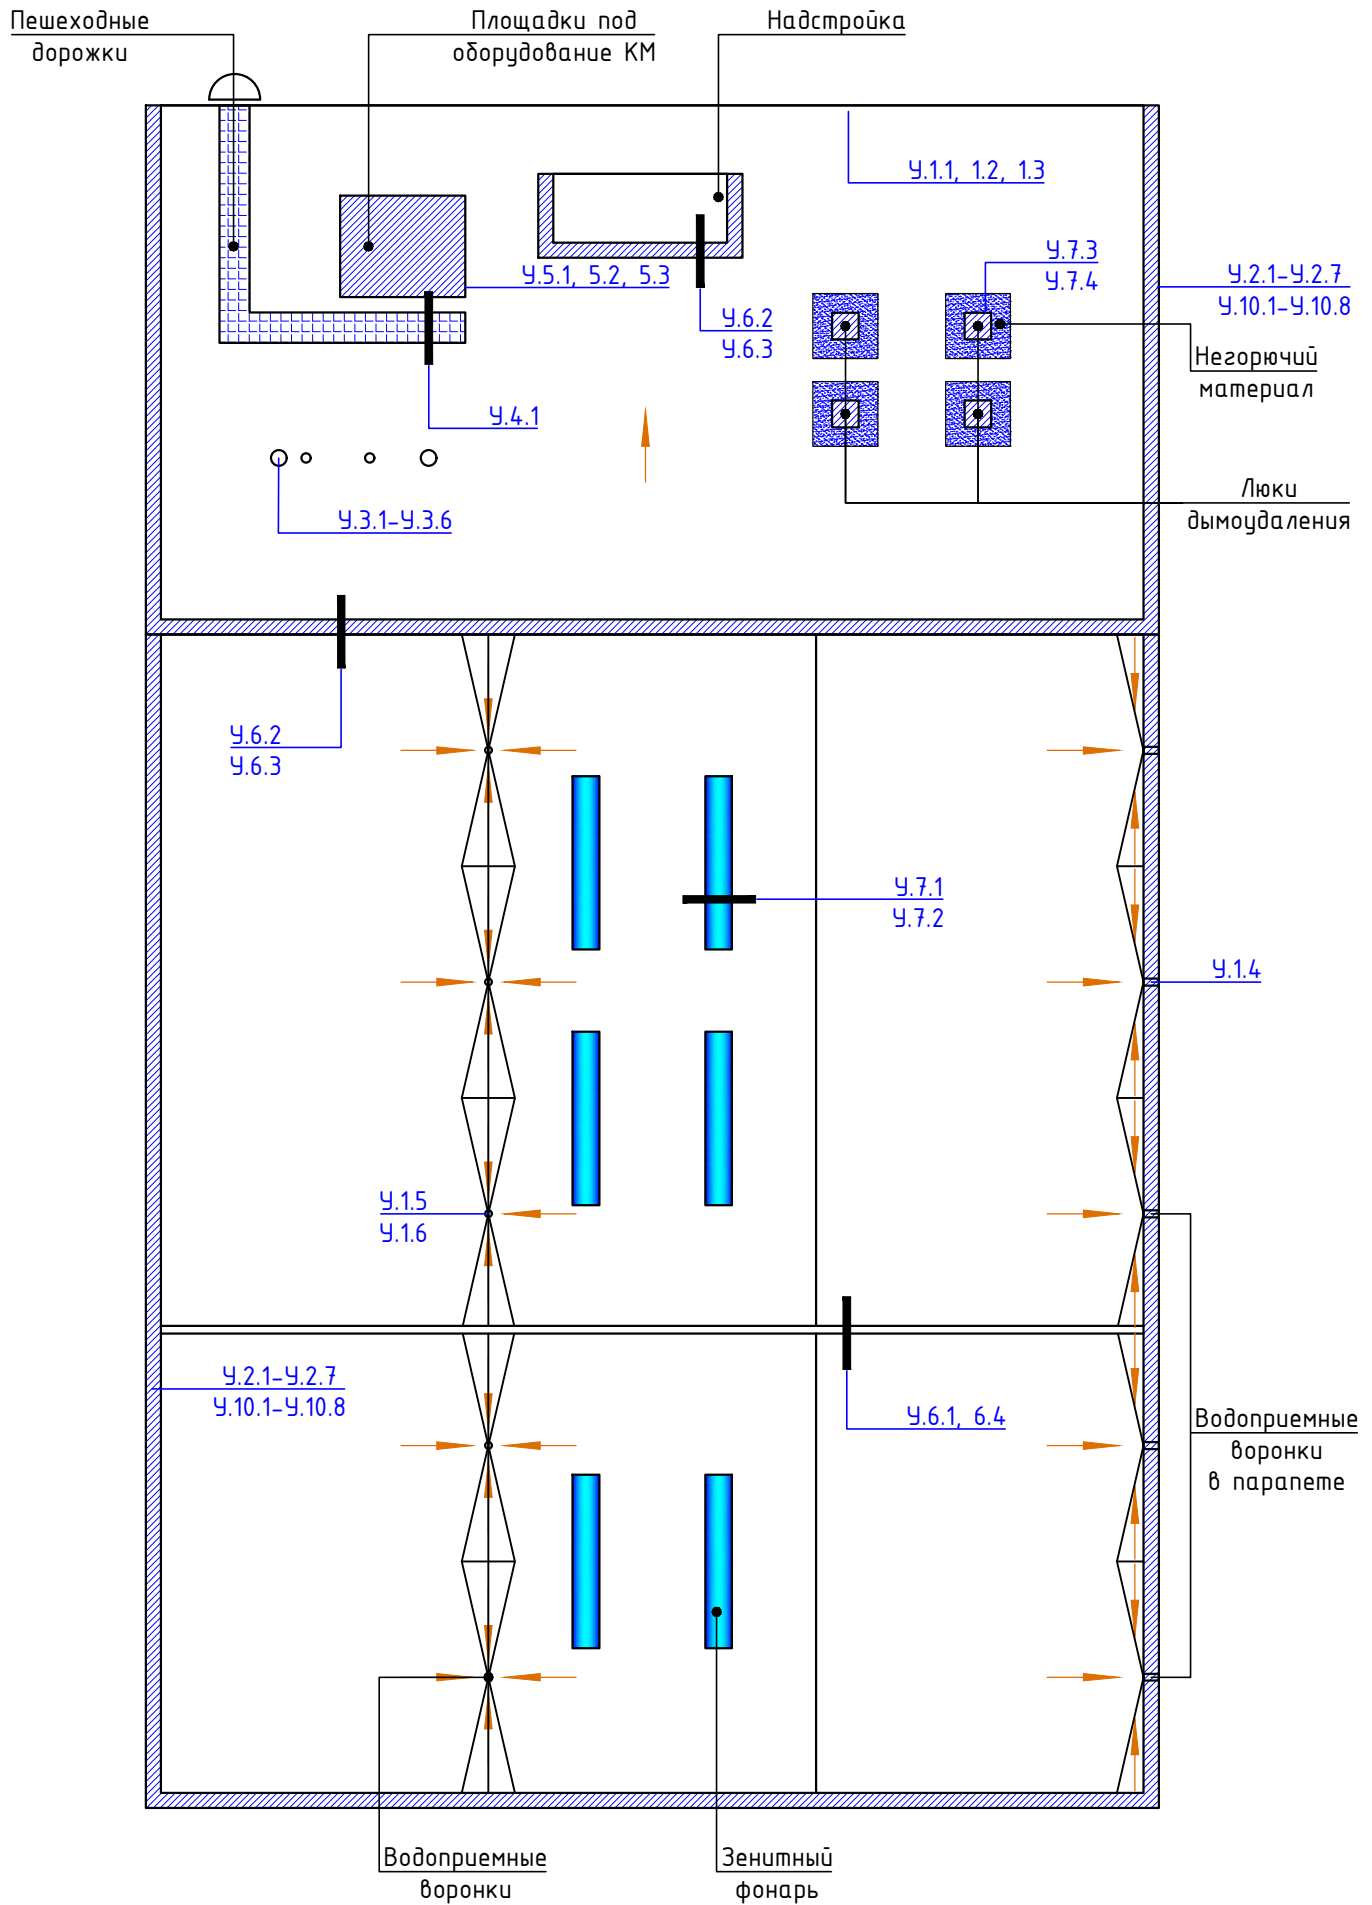 Пешеходные
дорожки
Площадки под
оборудование КМ
Надстройка
У.1.1, 1.2, 1.3
У.5.1, 5.2, 5.3
У.6.2
У.6.3
У.7.3
У.7.4
У.2.1-У.2.7
У.10.1-У.10.8
Негорючий
материал
У.4.1
У.3.1-У.3.6
Люки
дымоудаления
У.6.2
У.6.3
У.7.1
У.7.2
У.1.4
У.1.5
У.1.6
У.2.1-У.2.7
У.10.1-У.10.8
У.6.1, 6.4
Водоприемные
воронки
в парапете
Водоприемные
воронки
Зенитный
фонарь